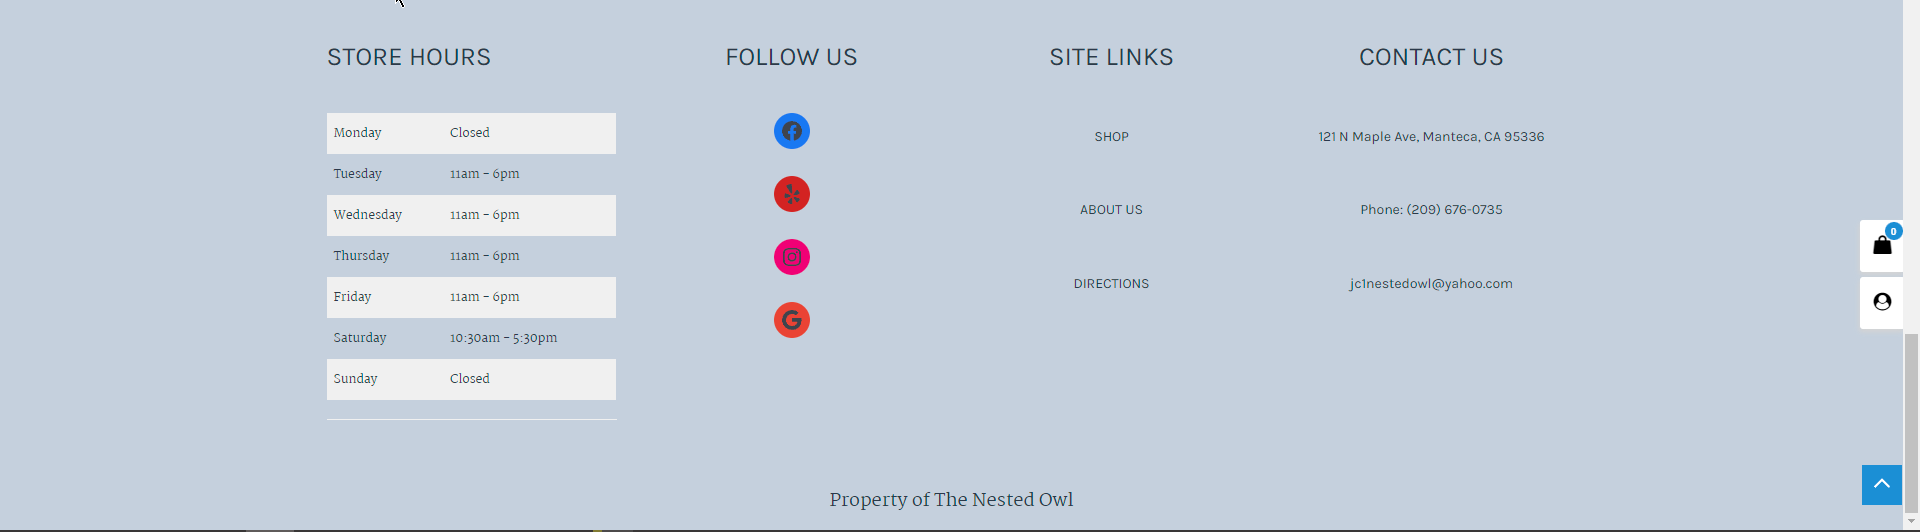 STORE HOURS
Monday Closed
Tuesday 11am - 6pm
Wednesday 11am - 6pm
Thursday 11am - 6pm
Friday 11am - 6pm
Saturday 10:30am - 5:30pm
Sunday Closed
FOLLOW US
SITE LINKS
SHOP
ABOUT US
DIRECTIONS
CONTACT US
121 N Maple Ave, Manteca, CA 95336
Phone: (209) 676-0735
jc1nestedowl@yahoo.com
0
Property of The Nested Owl